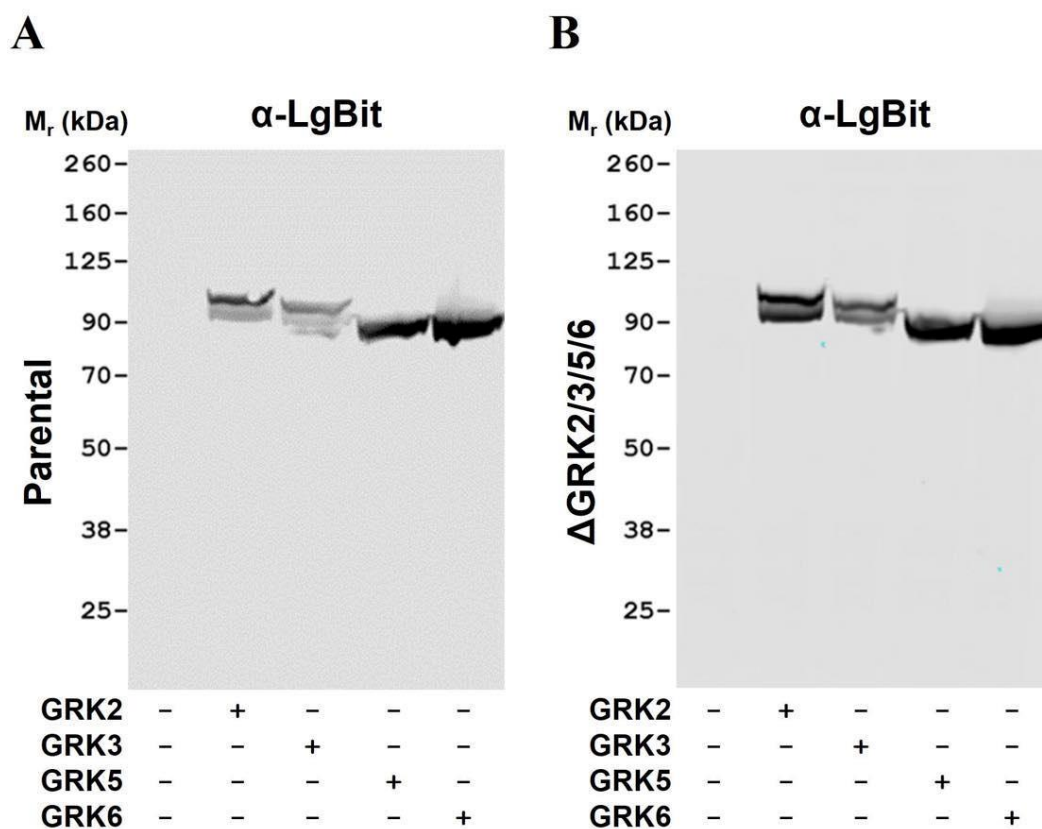 A
B
α-LgBit
α-LgBit
Mr (kDa)
Mr (kDa)
260-
160-
125-
90-
70-
50-
38-
25-
260-
160-
125-
90-
70-
50-
38-
25-
Parental
ΔGRK2/3/5/6
GRK2 – + – – –
GRK3 – – + – –
GRK5 – – – + –
GRK6 – – – – +
GRK2 – + – – –
GRK3 – – + – –
GRK5 – – – + –
GRK6 – – – – +